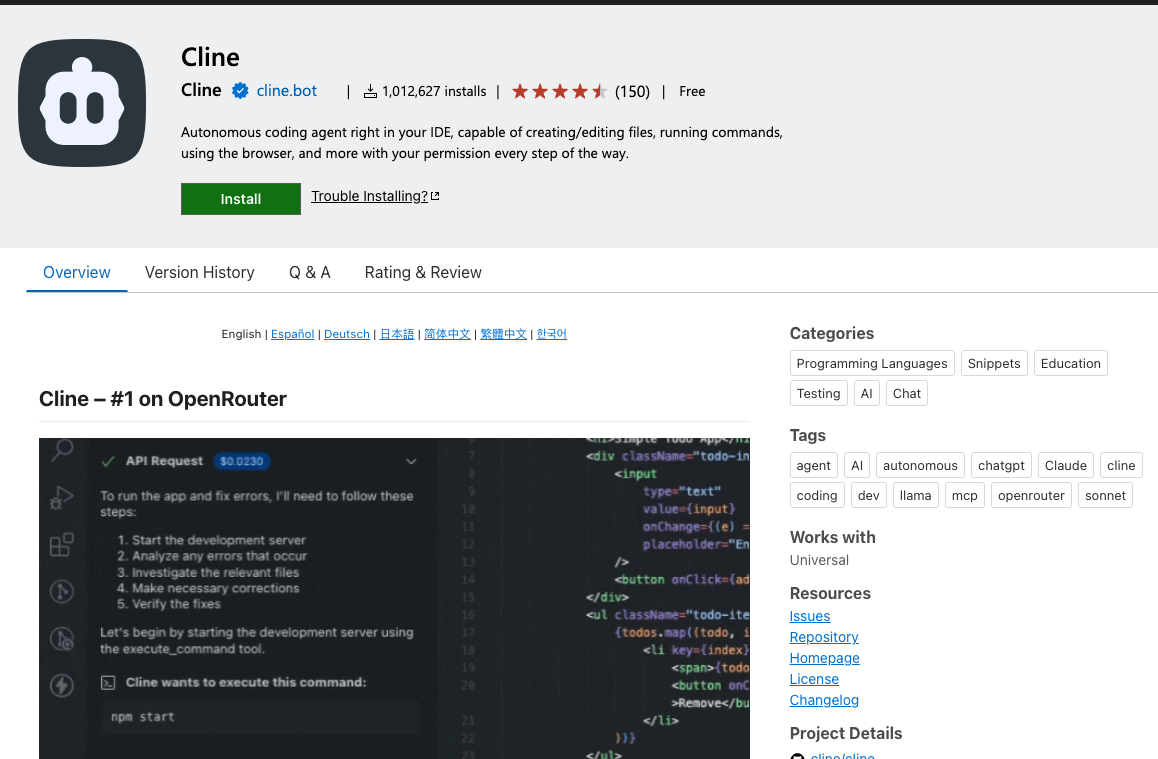 Cline
Cline cline.bot | 1,012,627 installs | (150) | Free
Autonomous coding agent right in your IDE, capable of creating/editing files, running commands,
using the browser, and more with your permission every step of the way.
Install Trouble Installing?
Overview Version History Q & A Rating & Review
English | Español | Deutsch | 日本語 | 简体中文 | 繁體中文 | 한국어
Cline – #1 on OpenRouter
API Request $0.0230
To run the app and fix errors, I'll need to follow these
steps:
1. Start the development server
2. Analyze any errors that occur
3. Investigate the relevant files
4. Make necessary corrections
5. Verify the fixes
Let's begin by starting the development server using
the execute_command tool.
Cline wants to execute this command:
npm start
6 <h1>Simple Todo App</h1
7 <div className="todo-in
8 <input
9 type="text"
10 value={input}
11 onChange={(e) =
12 placeholder="En
13 />
14 <button onClick={ad
15 </div>
16 <ul className="todo-ite
17 {todos.map((todo, i
18 <li key={index}
19 <span>{todo
20 <button onC
>Remove</bu
21 </li>
22 ))}
23 </ul>
Categories
Programming Languages Snippets Education
Testing AI Chat
Tags
agent AI autonomous chatgpt Claude cline
coding dev llama mcp openrouter sonnet
Works with
Universal
Resources
Issues
Repository
Homepage
License
Changelog
Project Details
cline/cline